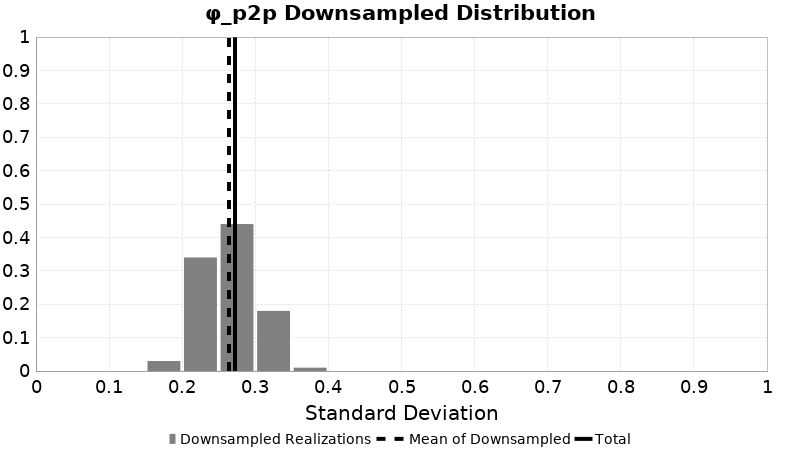 φ_p2p Downsampled Distribution
1
0.9
0.8
0.7
0.6
0.5
0.4
0.3
0.2
0.1
0
0 0.1 0.2 0.3 0.4 0.5 0.6 0.7 0.8 0.9 1
Standard Deviation
Downsampled Realizations Mean of Downsampled Total